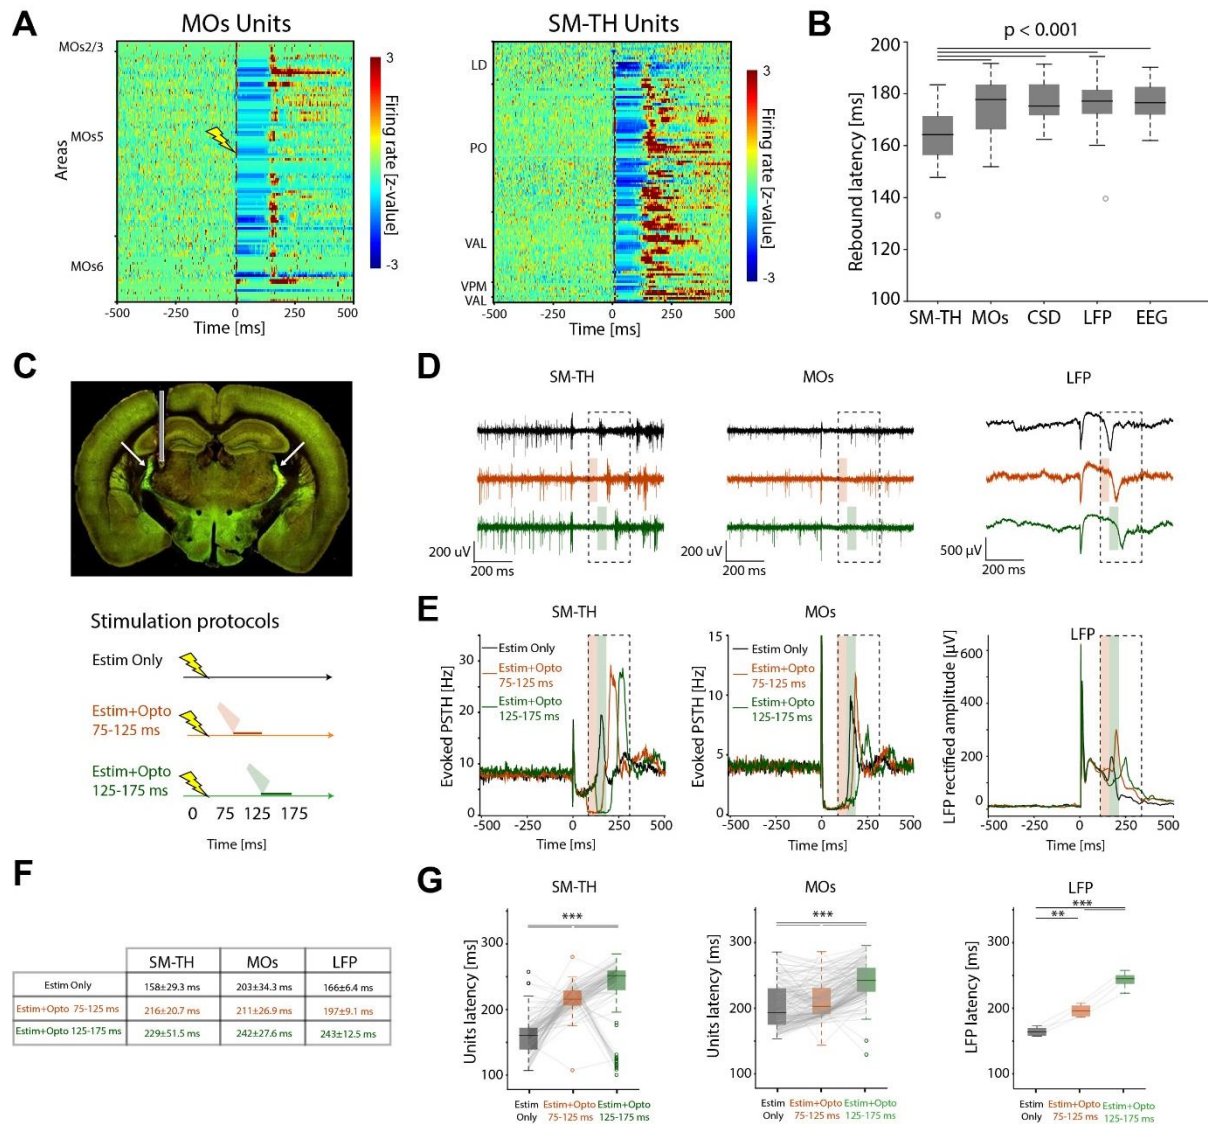 A
MOs Units
SM-TH Units
B
MOs2/3
MOs5
MOs6
Areas
-500 -250 0 250 500
Time [ms]
3
Firing rate [z-value]
-3
LD
PO
VAL
VPM
VAL
-500 -250 0 250 500
Time [ms]
3
Firing rate [z-value]
-3
p < 0.001
Rebound latency [ms]
200
180
160
140
120
100
SM-TH MOs CSD LFP EEG
C
Stimulation protocols
Estim Only
Estim+Opto
75-125 ms
Estim+Opto
125-175 ms
0 75 125 175
Time [ms]
D
SM-TH
MOs
LFP
200 uV
200 ms
200 uV
200 ms
500 uV
200 ms
E
SM-TH
MOs
LFP
Evoked PSTH [Hz]
30
20
10
0
Estim Only
Estim+Opto
75-125 ms
Estim+Opto
125-175 ms
-500 -250 0 250 500
Time [ms]
Evoked PSTH [Hz]
15
10
5
0
Estim Only
Estim+Opto
75-125 ms
Estim+Opto
125-175 ms
-500 -250 0 250 500
Time [ms]
LFP rectified amplitude [µV]
600
400
200
0
-500 -250 0 250 500
Time [ms]
F
SM-TH MOs LFP
Estim Only 158±29.3 ms 203±34.3 ms 166±6.4 ms
Estim+Opto 75-125 ms 216±20.7 ms 211±26.9 ms 197±9.1 ms
Estim+Opto 125-175 ms 229±51.5 ms 242±27.6 ms 243±12.5 ms
G
SM-TH
MOs
LFP
***
Units latency [ms]
300
200
100
Estim Estim+Opto Estim+Opto
Only 75-125 ms 125-175 ms
***
Units latency [ms]
300
200
100
Estim Estim+Opto Estim+Opto
Only 75-125 ms 125-175 ms
***
**
LFP latency [ms]
300
200
100
Estim Estim+Opto Estim+Opto
Only 75-125 ms 125-175 ms